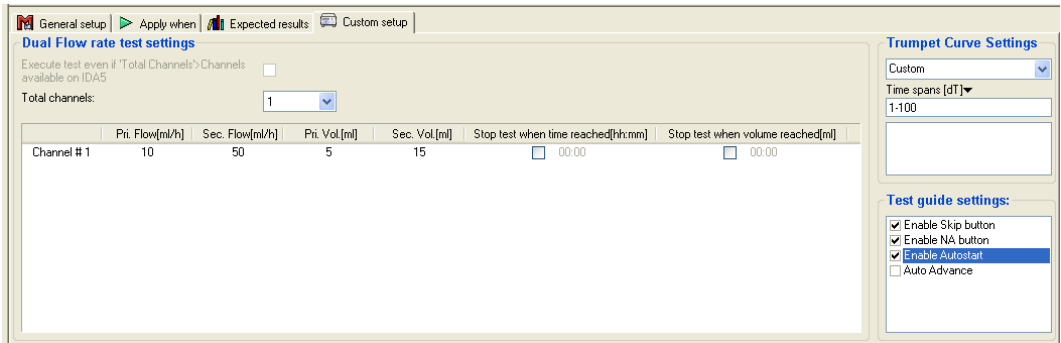 General setup Apply when Expected results Custom setup
Dual Flow rate test settings
Execute test even if 'Total Channels'>Channels
available on IDA5
Total channels:
1
Pri. Flow[ml/h] Sec. Flow[ml/h] Pri. Vol.[ml] Sec. Vol.[ml] Stop test when time reached[hh:mm] Stop test when volume reached[ml]
Channel # 1 10 50 5 15 00:00 00:00
Trumpet Curve Settings
Custom
Time spans [dT]
1-100
Test guide settings:
Enable Skip button
Enable NA button
Enable Autostart
Auto Advance